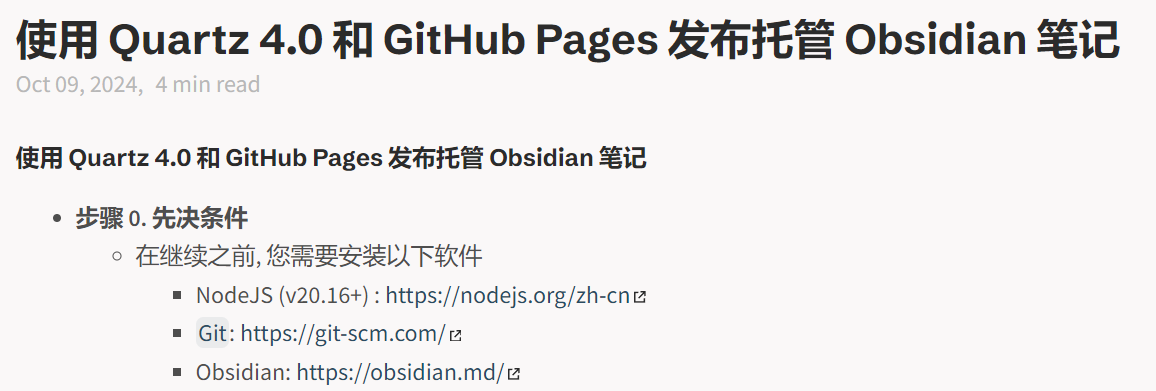 使用 Quartz 4.0 和 GitHub Pages 发布托管 Obsidian 笔记
Oct 09, 2024, 4 min read
使用 Quartz 4.0 和 GitHub Pages 发布托管 Obsidian 笔记
步骤 0. 先决条件
在继续之前, 您需要安装以下软件
NodeJS (v20.16+) : https://nodejs.org/zh-cn
Git: https://git-scm.com/
Obsidian: https://obsidian.md/